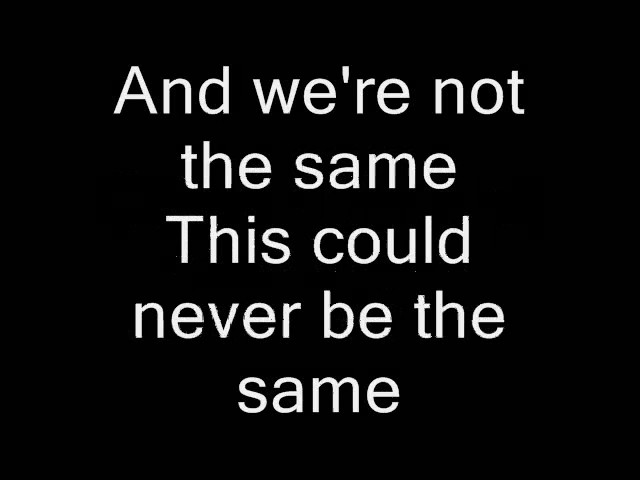 And we're not
the same
This could
never be the
same